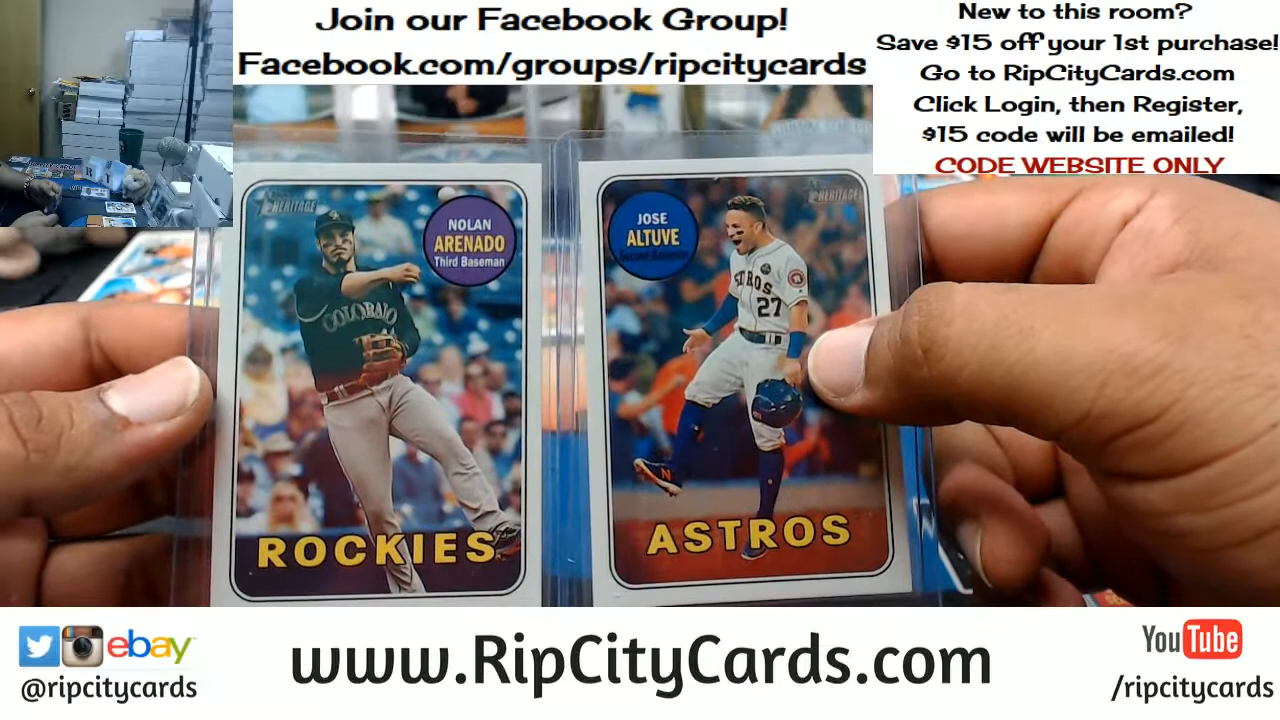 Join our Facebook Group!
Facebook.com/groups/ripcitycards
New to this room?
Save $15 off your 1st purchase!
Go to RipCityCards.com
Click Login, then Register,
$15 code will be emailed!
CODE WEBSITE ONLY
HERITAGE
NOLAN
ARENADO
Third Baseman
COLORADO
ROCKIES
JOSE
ALTUVE
Second Baseman
HERITAGE
ASTROS
27
ASTROS
ebay
@ripcitycards
www.RipCityCards.com
YouTube
/ripcitycards